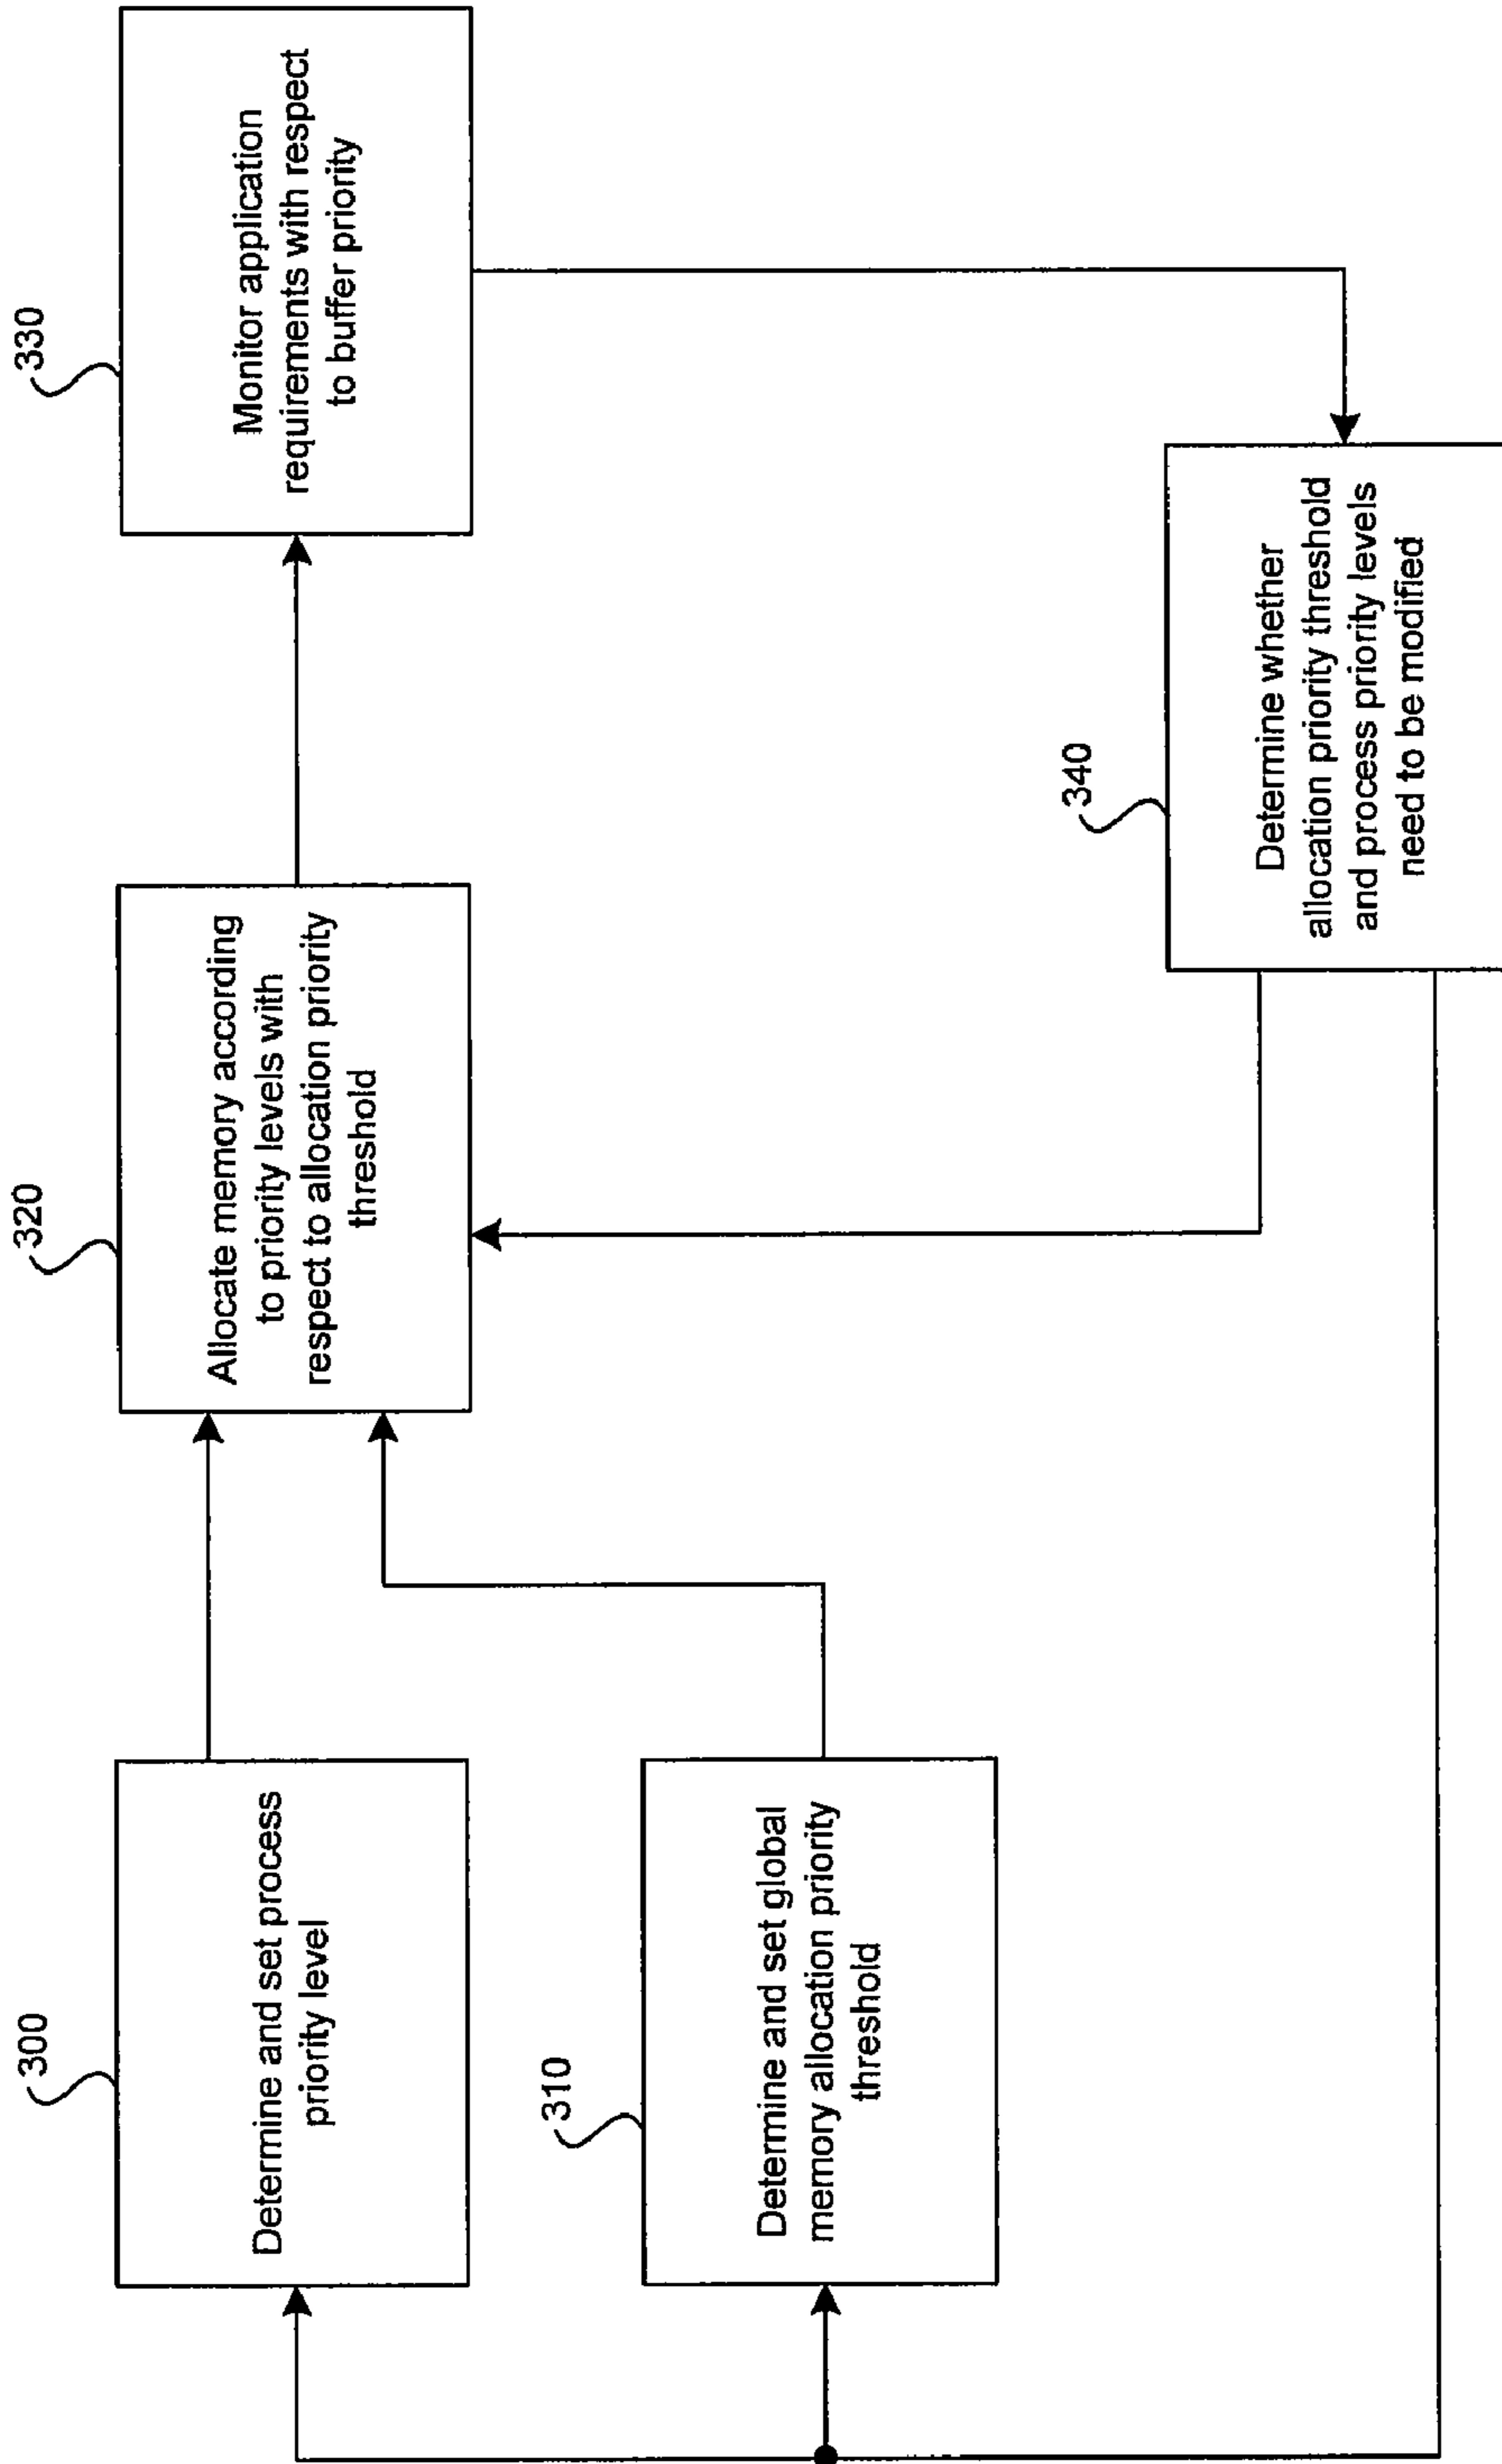 300
Determine and set process
priority level
310
Determine and set global
memory allocation priority
threshold
320
Allocate memory according
to priority levels with
respect to allocation priority
threshold
330
Monitor application
requirements with respect
to buffer priority
340
Determine whether
allocation priority threshold
and process priority levels
need to be modified